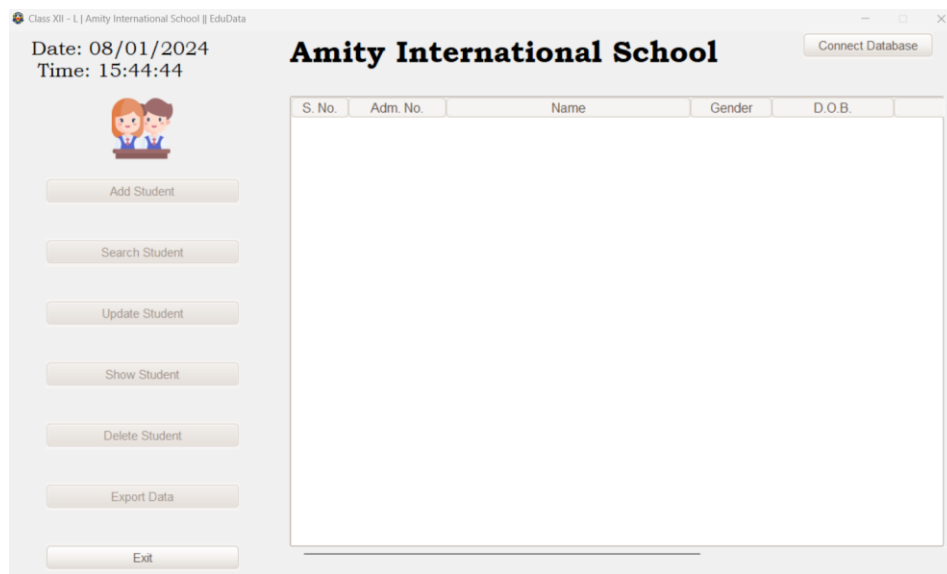 Class XII - L | Amity International School || EduData
Date: 08/01/2024
Time: 15:44:44
Amity International School
Connect Database
S. No. Adm. No. Name Gender D.O.B.
Add Student
Search Student
Update Student
Show Student
Delete Student
Export Data
Exit